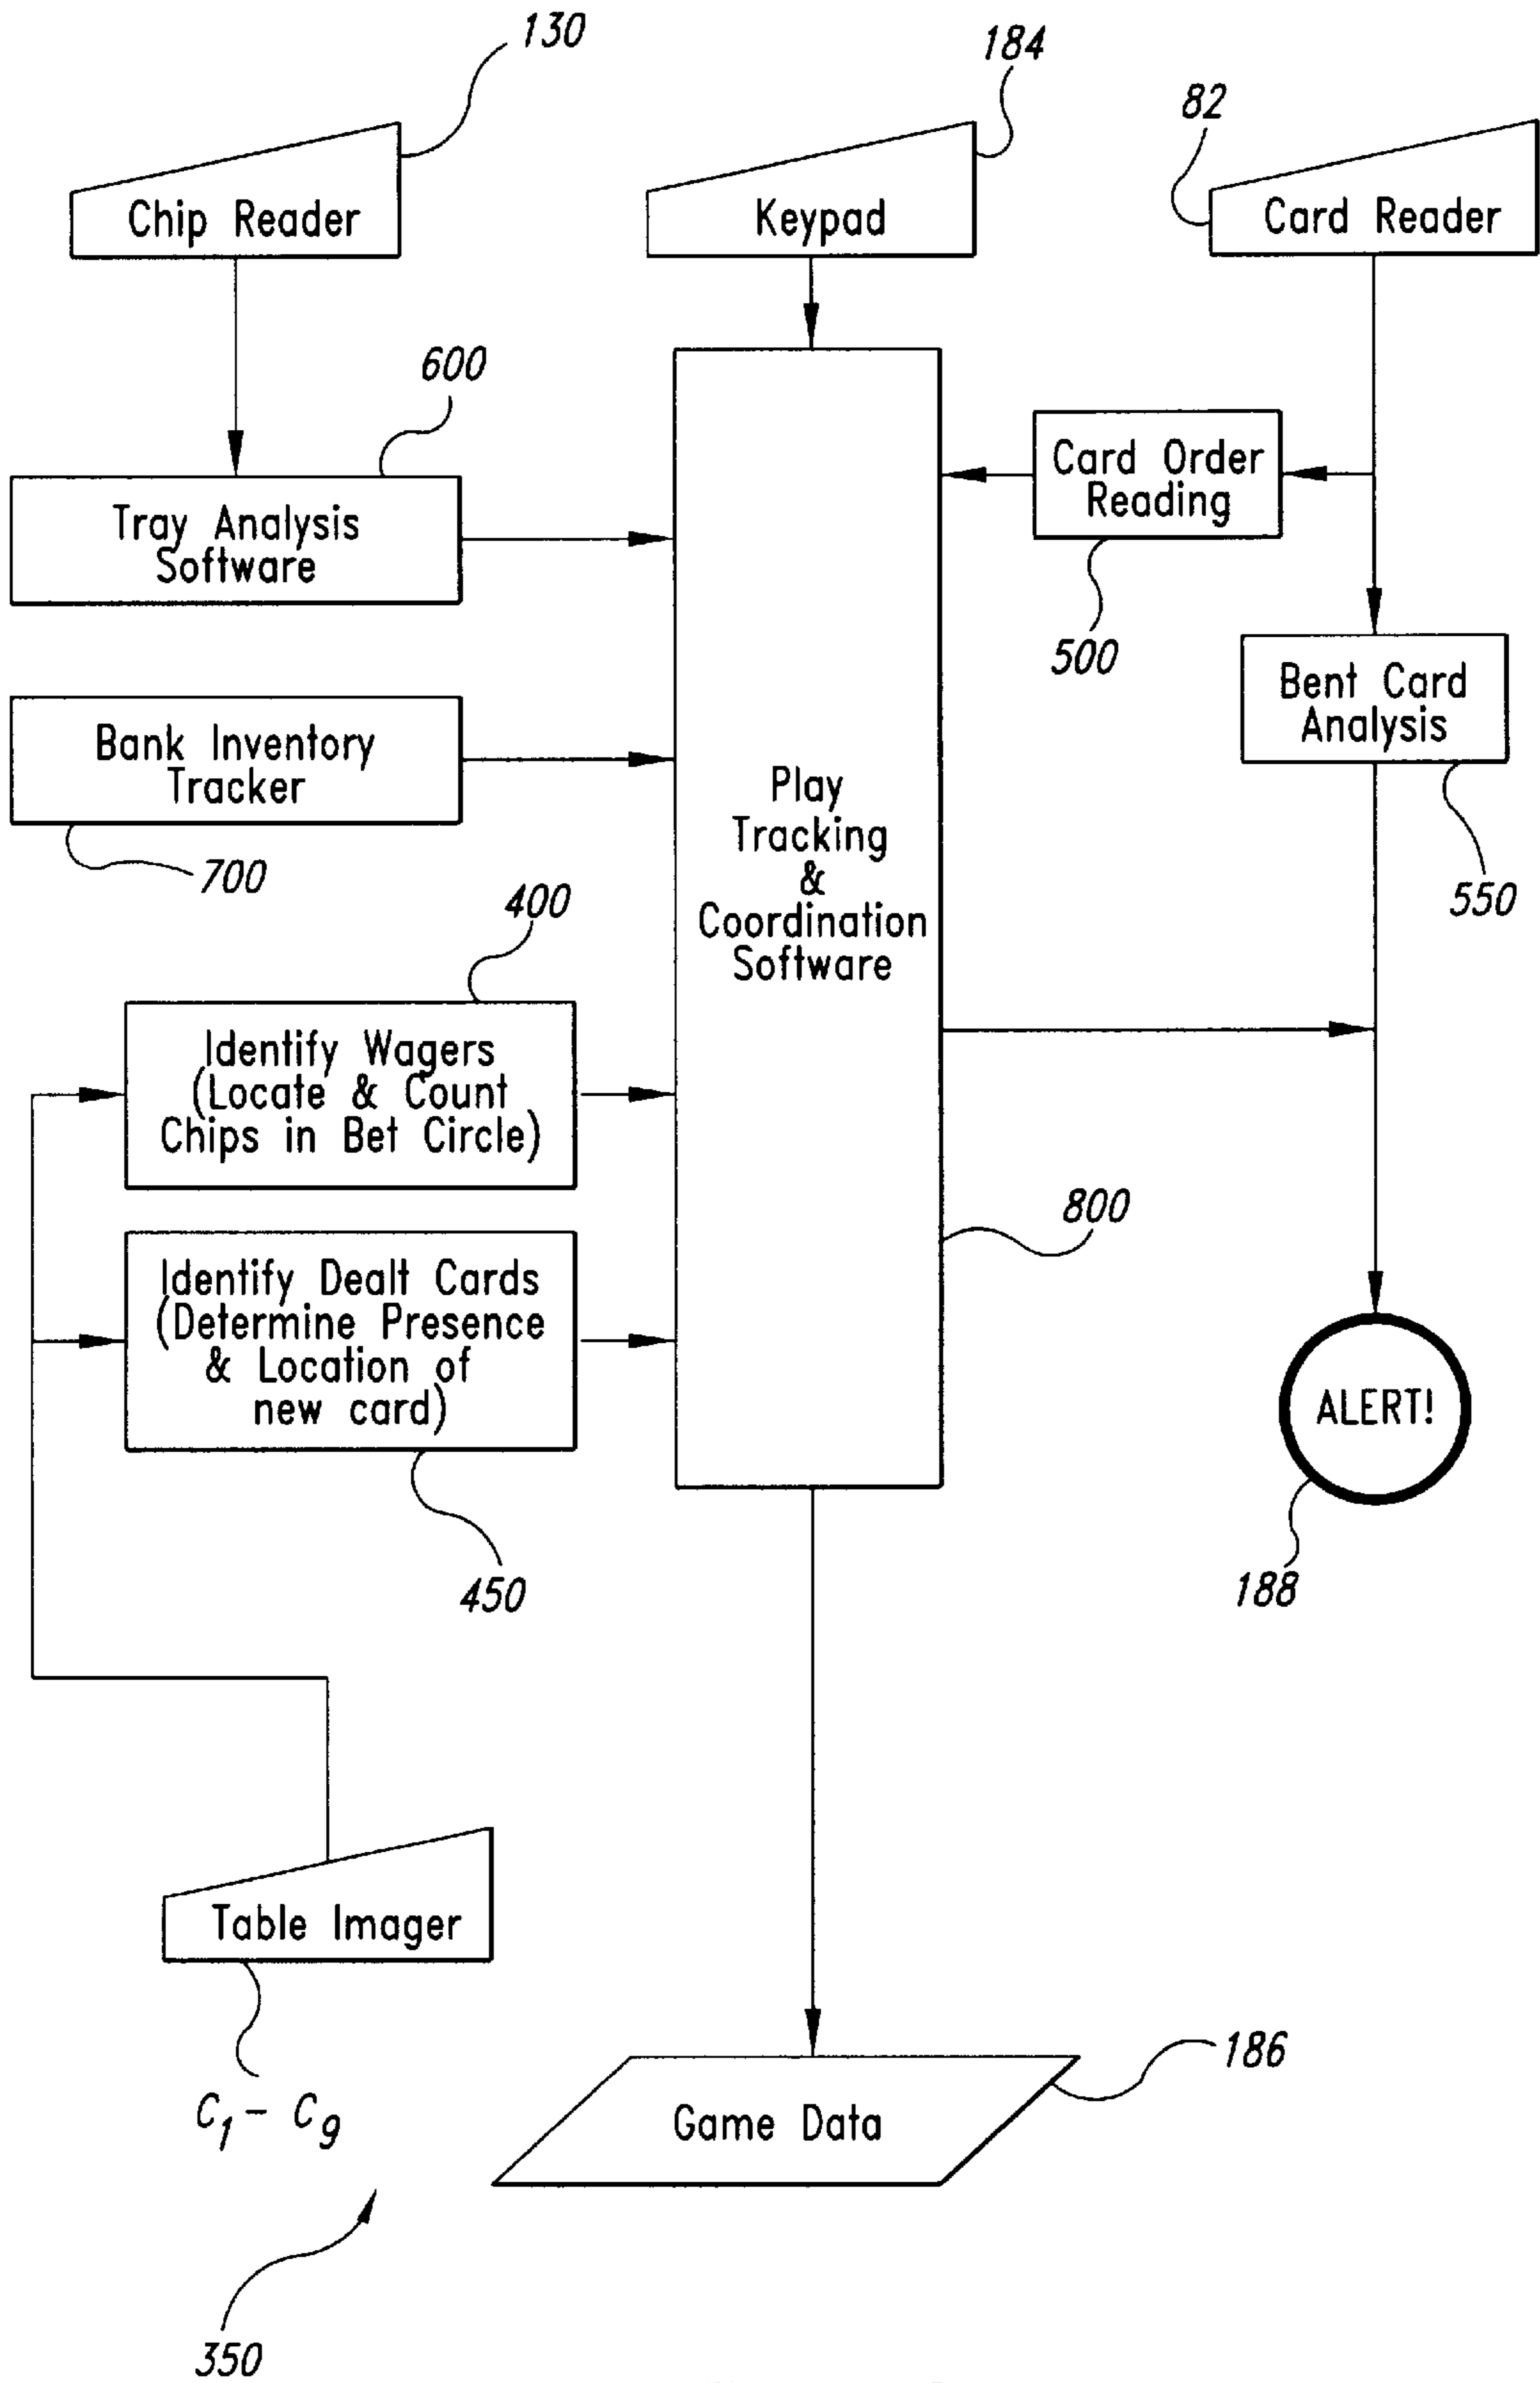 130
184
82
Chip Reader
Keypad
Card Reader
600
Card Order
Reading
Tray Analysis
Software
500
Bent Card
Analysis
Bank Inventory
Tracker
Play
Tracking
&
Coordination
Software
700
400
550
Identify Wagers
(Locate & Count
Chips in Bet Circle)
800
Identify Dealt Cards
(Determine Presence
& Location of
new card)
ALERT!
450
188
Table Imager
C1 - C9
186
Game Data
350